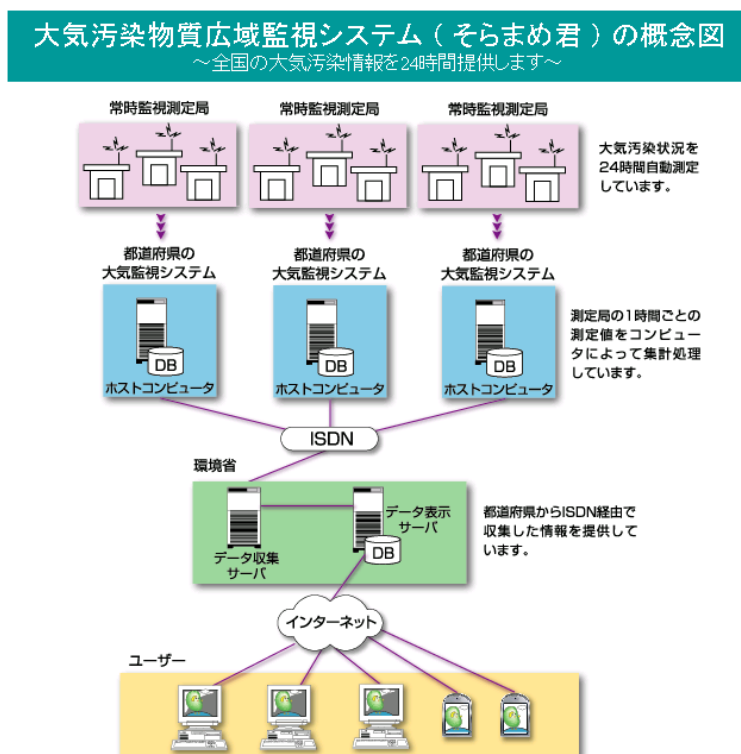 大気汚染物質広域監視システム(そらまめ君)の概念図
～全国の大気汚染情報を24時間提供します～
常時監視測定局
常時監視測定局
常時監視測定局
大気汚染状況を
24時間自動測定
しています。
都道府県の
大気監視システム
都道府県の
大気監視システム
都道府県の
大気監視システム
DB
ホストコンピュータ
DB
ホストコンピュータ
DB
ホストコンピュータ
測定局の1時間ごとの
測定値をコンピュー
タによって集計処理
しています。
ISDN
環境省
データ収集
サーバ
データ表示
サーバ
DB
都道府県からISDN経由で
収集した情報を提供して
います。
インターネット
ユーザー